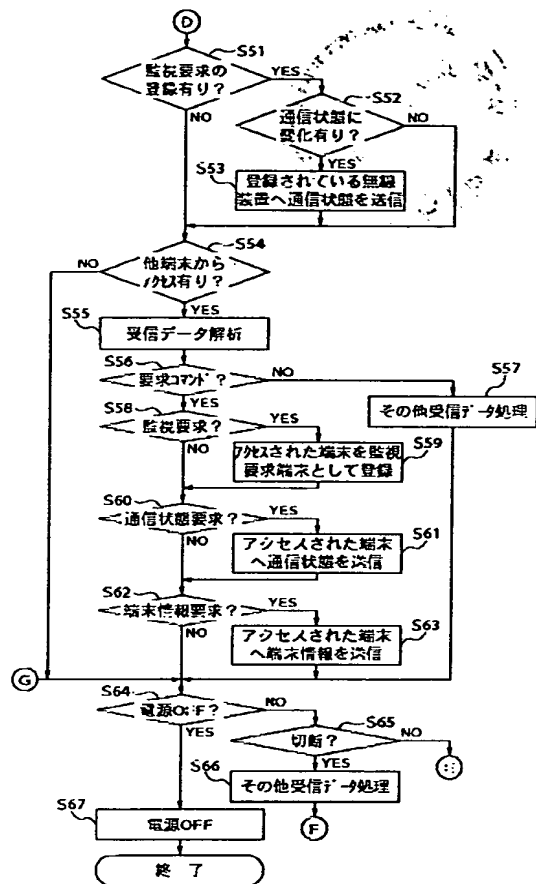 D
S51
監視要求の
登録有り?
YES
NO
S52
通信状態に
変化有り?
NO
YES
S53
登録されている無線
装置へ通信状態を送信
S54
他端末から
アクセス有り?
NO
YES
S55
受信データ解析
S56
要求コマンド?
NO
YES
S57
その他受信データ処理
S58
監視要求?
YES
NO
S59
アクセスされた端末を監視
要求端末として登録
S60
通信状態要求?
YES
NO
S61
アクセスされた端末
へ通信状態を送信
S62
端末情報要求?
YES
NO
S63
アクセスされた端末
へ端末情報を送信
G
S64
電源OFF?
NO
YES
S65
切断?
NO
YES
S66
その他受信データ処理
F
S67
電源OFF
終了